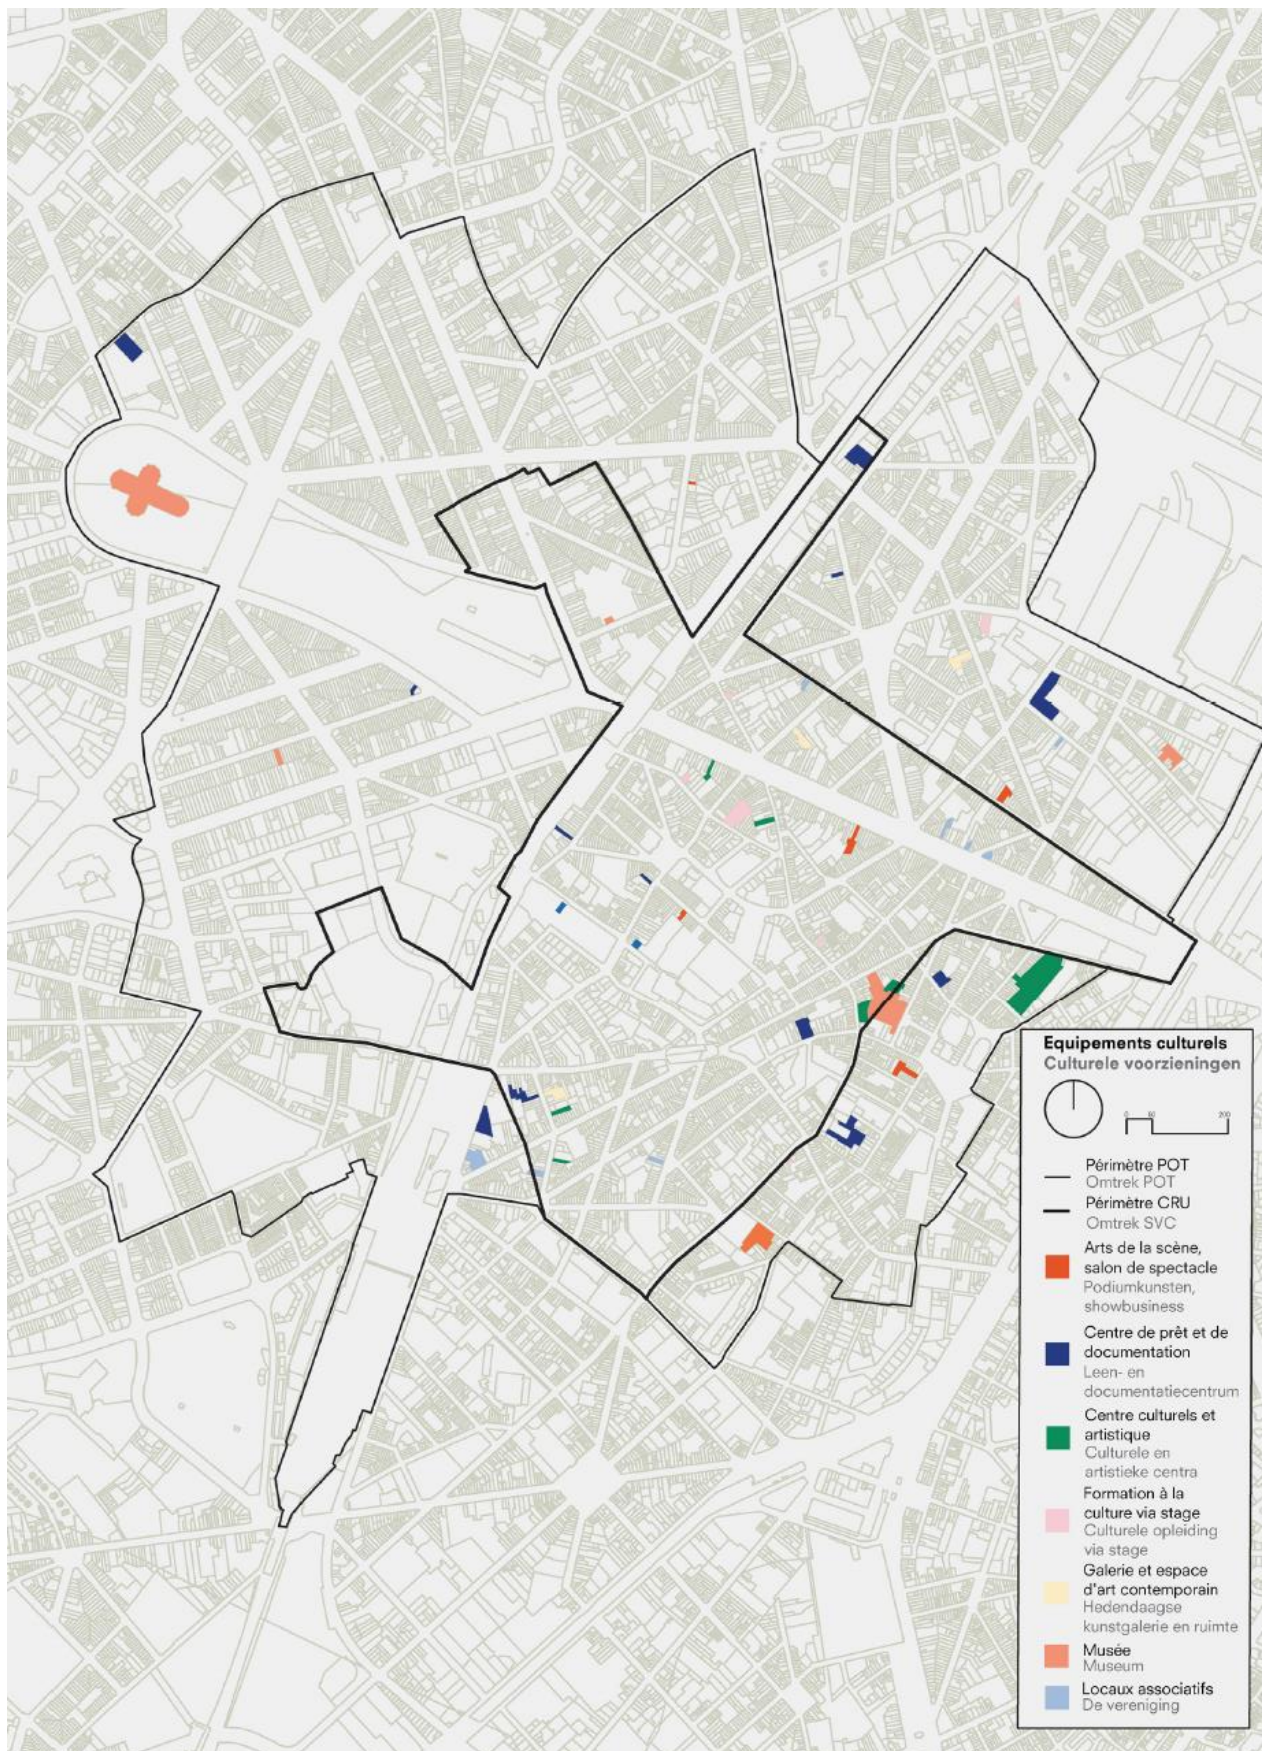 Equipements culturels
Culturele voorzieningen
0 50 200
Périmètre POT
Omtrek POT
Périmètre CRU
Omtrek SVC
Arts de la scène,
salon de spectacle
Podiumkunsten,
showbusiness
Centre de prêt et de
documentation
Leen- en
documentatiecentrum
Centre culturels et
artistique
Culturele en
artistieke centra
Formation à la
culture via stage
Culturele opleiding
via stage
Galerie et espace
d'art contemporain
Hedendaagse
kunstgalerie en ruimte
Musée
Museum
Locaux associatifs
De vereniging